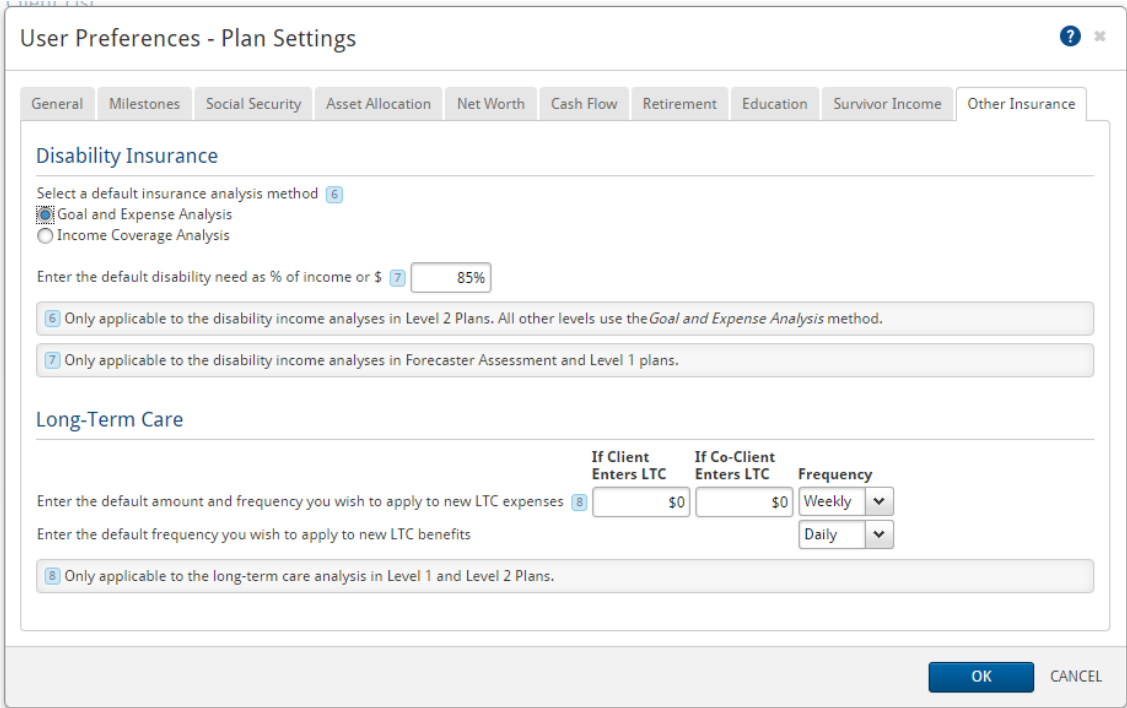 Client List
User Preferences - Plan Settings
?
General Milestones Social Security Asset Allocation Net Worth Cash Flow Retirement Education Survivor Income Other Insurance
Disability Insurance
Select a default insurance analysis method 6
Goal and Expense Analysis
Income Coverage Analysis
Enter the default disability need as % of income or $ 7 85%
6 Only applicable to the disability income analyses in Level 2 Plans. All other levels use the Goal and Expense Analysis method.
7 Only applicable to the disability income analyses in Forecaster Assessment and Level 1 plans.
Long-Term Care
If Client Enters LTC If Co-Client Enters LTC Frequency
Enter the default amount and frequency you wish to apply to new LTC expenses 8 $0 $0 Weekly
Enter the default frequency you wish to apply to new LTC benefits Daily
8 Only applicable to the long-term care analysis in Level 1 and Level 2 Plans.
OK CANCEL